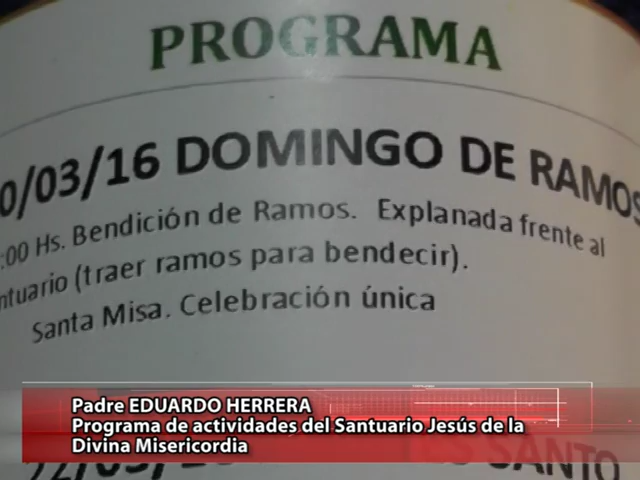 PROGRAMA
0/03/16 DOMINGO DE RAMOS
:00 Hs. Bendición de Ramos. Explanada frente al
ntuario (traer ramos para bendecir).
Santa Misa. Celebración única
Padre EDUARDO HERRERA
Programa de actividades del Santuario Jesús de la
Divina Misericordia
SANTO